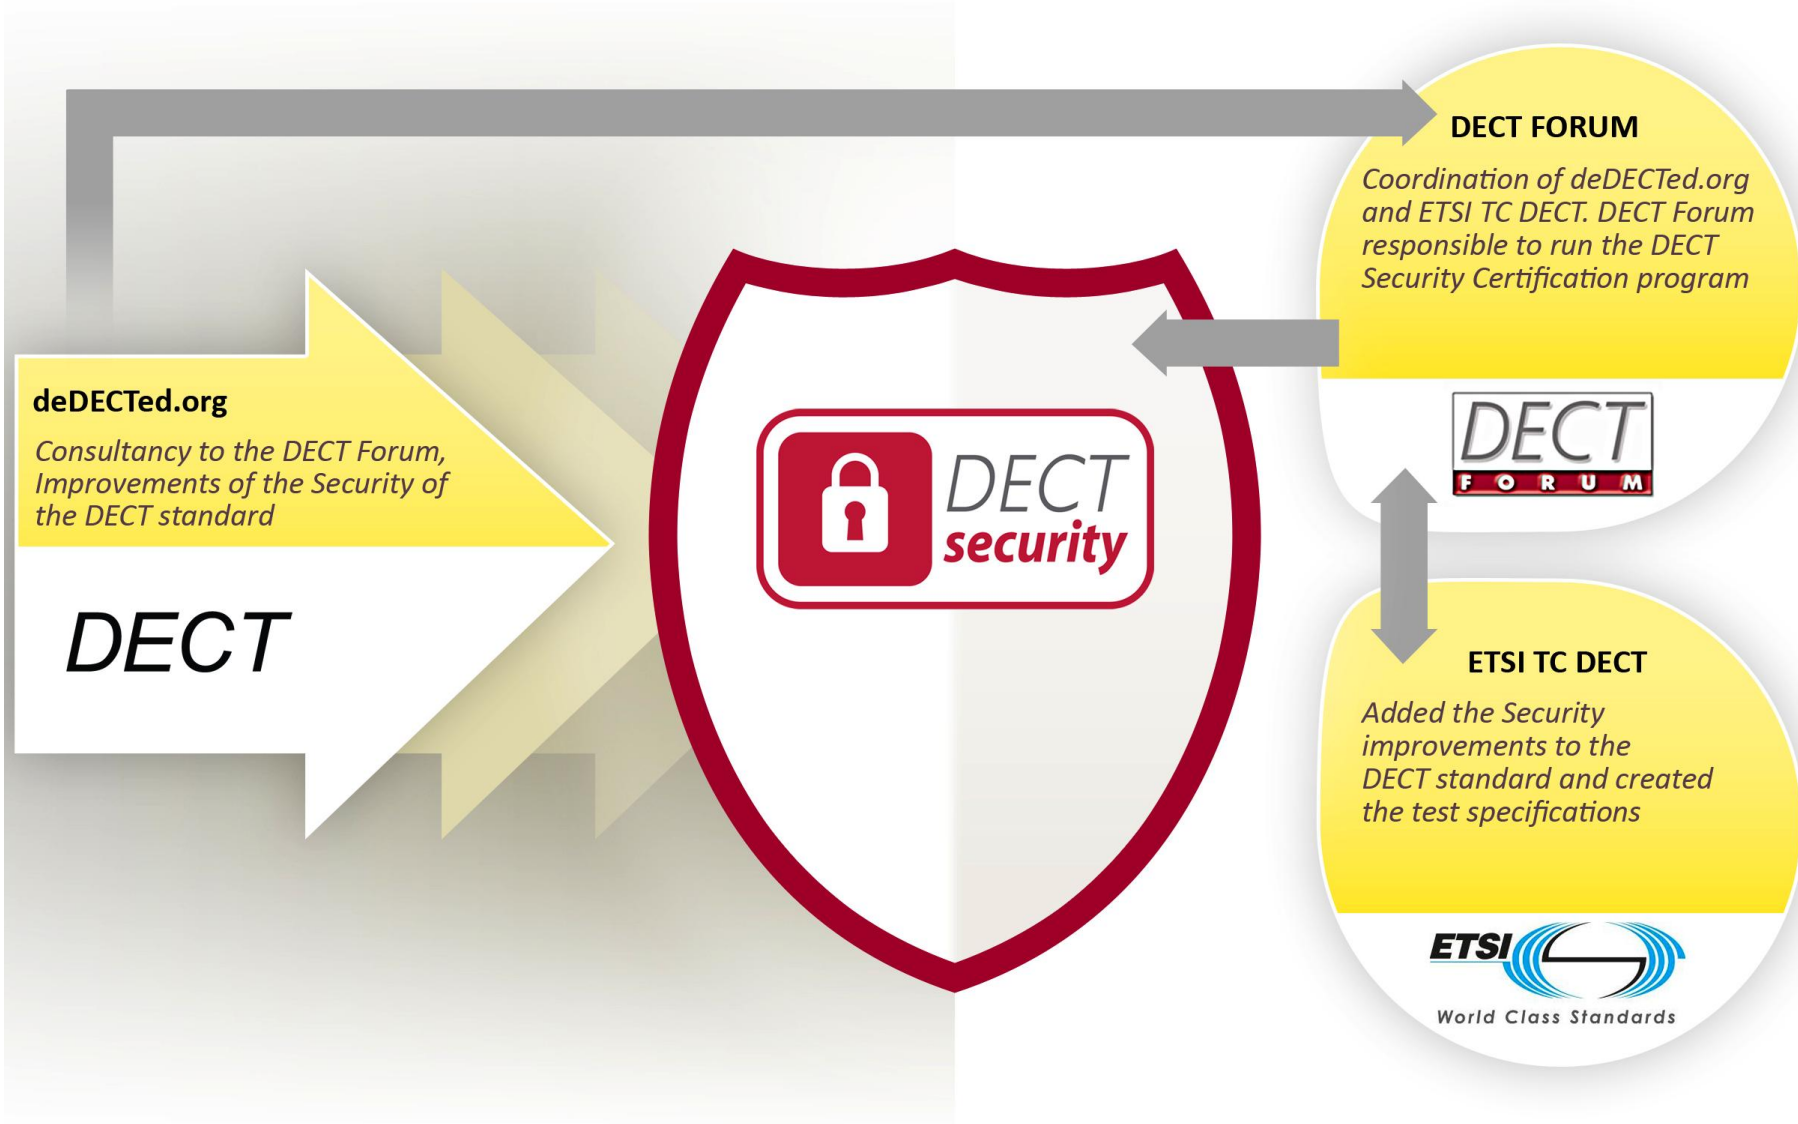 deDECTed.org
Consultancy to the DECT Forum,
Improvements of the Security of
the DECT standard
DECT
DECT
security
DECT FORUM
Coordination of deDECTed.org
and ETSI TC DECT. DECT Forum
responsible to run the DECT
Security Certification program
DECT
FORUM
ETSI TC DECT
Added the Security
improvements to the
DECT standard and created
the test specifications
ETSI
World Class Standards